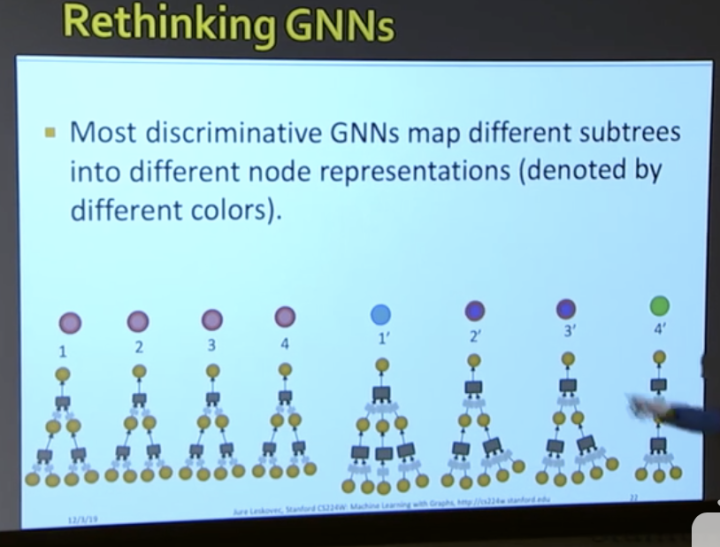 Rethinking GNNs
Most discriminative GNNs map different subtrees
into different node representations (denoted by
different colors).
1 2 3 4 1' 2' 3' 4'
12/3/19 Jure Leskovec, Stanford CS224W: Machine Learning with Graphs, http://cs224w.stanford.edu 22